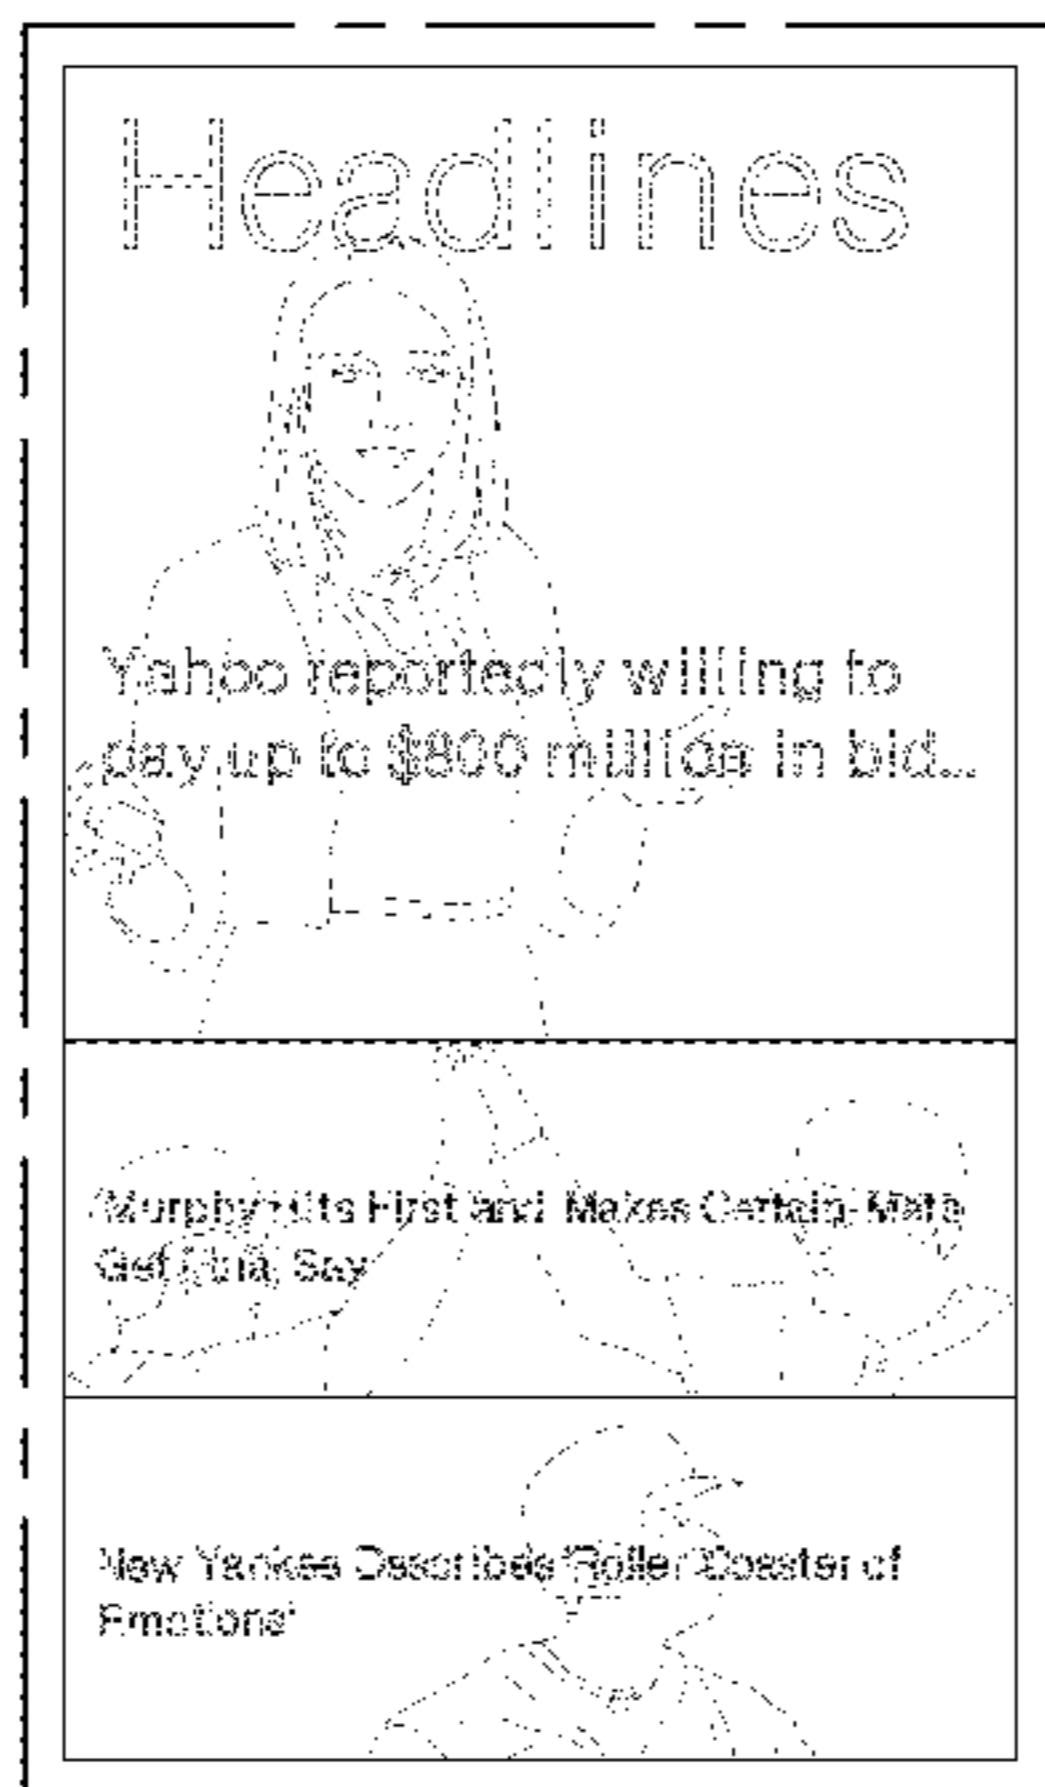 Headlines
Yahoo reportedly willing to
pay up to $800 million in bid...
Murphy Hits First and Makes Certain Mets
Get Say
New Yankee Describes 'Roller Coaster of
Emotions'